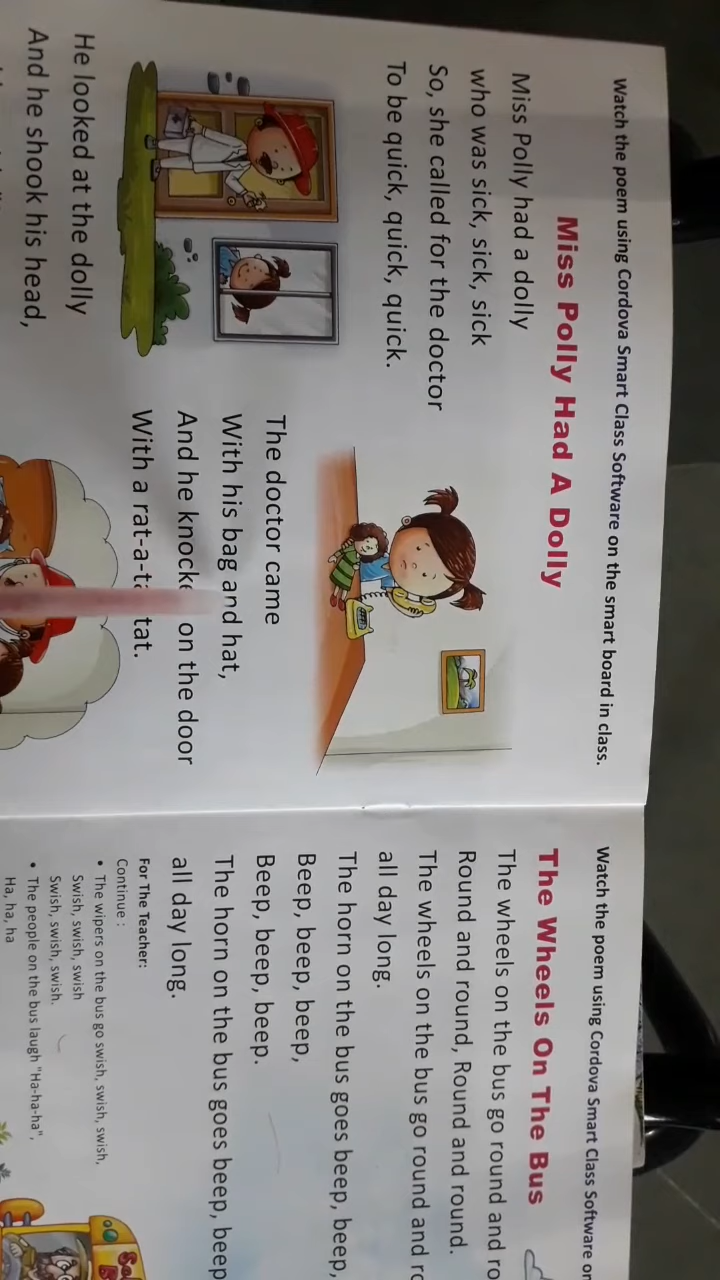 Watch the poem using Cordova Smart Class Software on the smart board in class.
Miss Polly Had A Dolly
Miss Polly had a dolly
who was sick, sick, sick
So, she called for the doctor
To be quick, quick, quick.
The doctor came
With his bag and hat,
And he knocke on the door
With a rat-a-t tat.
He looked at the dolly
And he shook his head,
Watch the poem using Cordova Smart Class Software on
The Wheels On The Bus
The wheels on the bus go round and ro
Round and round, Round and round.
The wheels on the bus go round and ro
all day long.
The horn on the bus goes beep, beep,
Beep, beep, beep,
Beep, beep, beep.
The horn on the bus goes beep, beep
all day long.
For The Teacher:
Continue :
• The wipers on the bus go swish, swish, swish,
Swish, swish, swish
Swish, swish, swish.
• The people on the bus laugh "Ha-ha-ha",
Ha, ha, ha